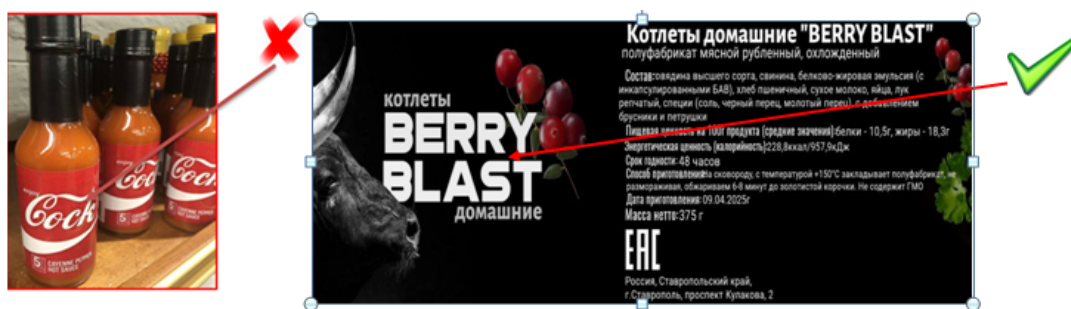 Cock
Cock
Cock
5
CAYENNE PEPPER
HOT SAUCE
5
котлеты
BERRY
BLAST
домашние
Котлеты домашние "BERRY BLAST"
полуфабрикат мясной рубленный, охложденный
Состав:говядина высшего сорта, свинина, белково-жировая эмульсия (с
инкапсулированными БАВ), хлеб пшеничный, сухое молоко, яйца, лук
репчатый, специи (соль, черный перец, молотый перец), с добавлением
брусники и петрушки
Пищевая ценность на 100г продукта (средние значения):белки - 10,5г, жиры - 18,3г
Энергетическая ценность (калорийность):228,8ккал/957,9кДж
Срок годности: 48 часов
Способ приготовления:На сковороду, с температурой +150°С закладывает полуфабрикат, не
размораживая, обжариваем 6-8 минут до золотистой корочки. Не содержит ГМО
Дата приготовления: 09.04.2025г
Масса нетто: 375 г
ЕАС
Россия, Ставропольский край,
г.Ставрополь, проспект Кулакова, 2